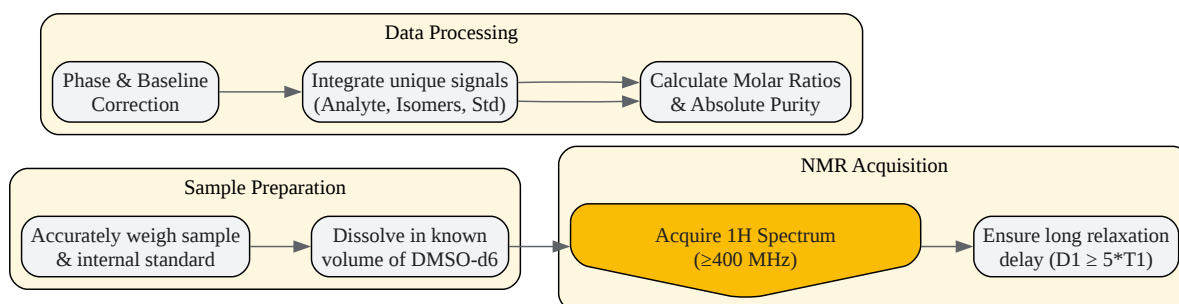 Data Processing
Phase & Baseline
Correction
Integrate unique signals
(Analyte, Isomers, Std)
Calculate Molar Ratios
& Absolute Purity
Sample Preparation
Accurately weigh sample
& internal standard
Dissolve in known
volume of DMSO-d6
NMR Acquisition
Acquire 1H Spectrum
(≥400 MHz)
Ensure long relaxation
delay (D1 ≥ 5*T1)